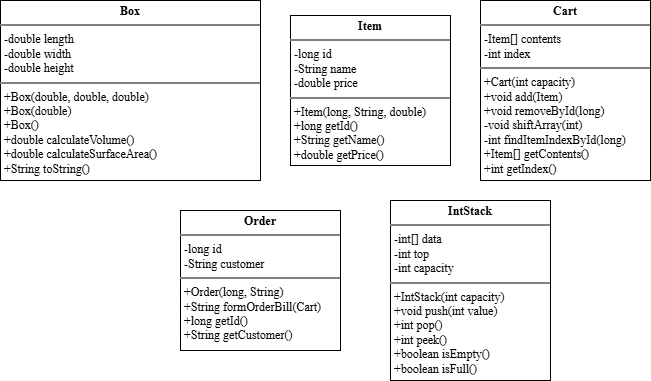 Box
-double length
-double width
-double height
+Box(double, double, double)
+Box(double)
+Box()
+double calculateVolume()
+double calculateSurfaceArea()
+String toString()
Item
-long id
-String name
-double price
+Item(long, String, double)
+long getId()
+String getName()
+double getPrice()
Cart
-Item[] contents
-int index
+Cart(int capacity)
+void add(Item)
+void removeById(long)
-void shiftArray(int)
-int findItemIndexById(long)
+Item[] getContents()
+int getIndex()
Order
-long id
-String customer
+Order(long, String)
+String formOrderBill(Cart)
+long getId()
+String getCustomer()
IntStack
-int[] data
-int top
-int capacity
+IntStack(int capacity)
+void push(int value)
+int pop()
+int peek()
+boolean isEmpty()
+boolean isFull()